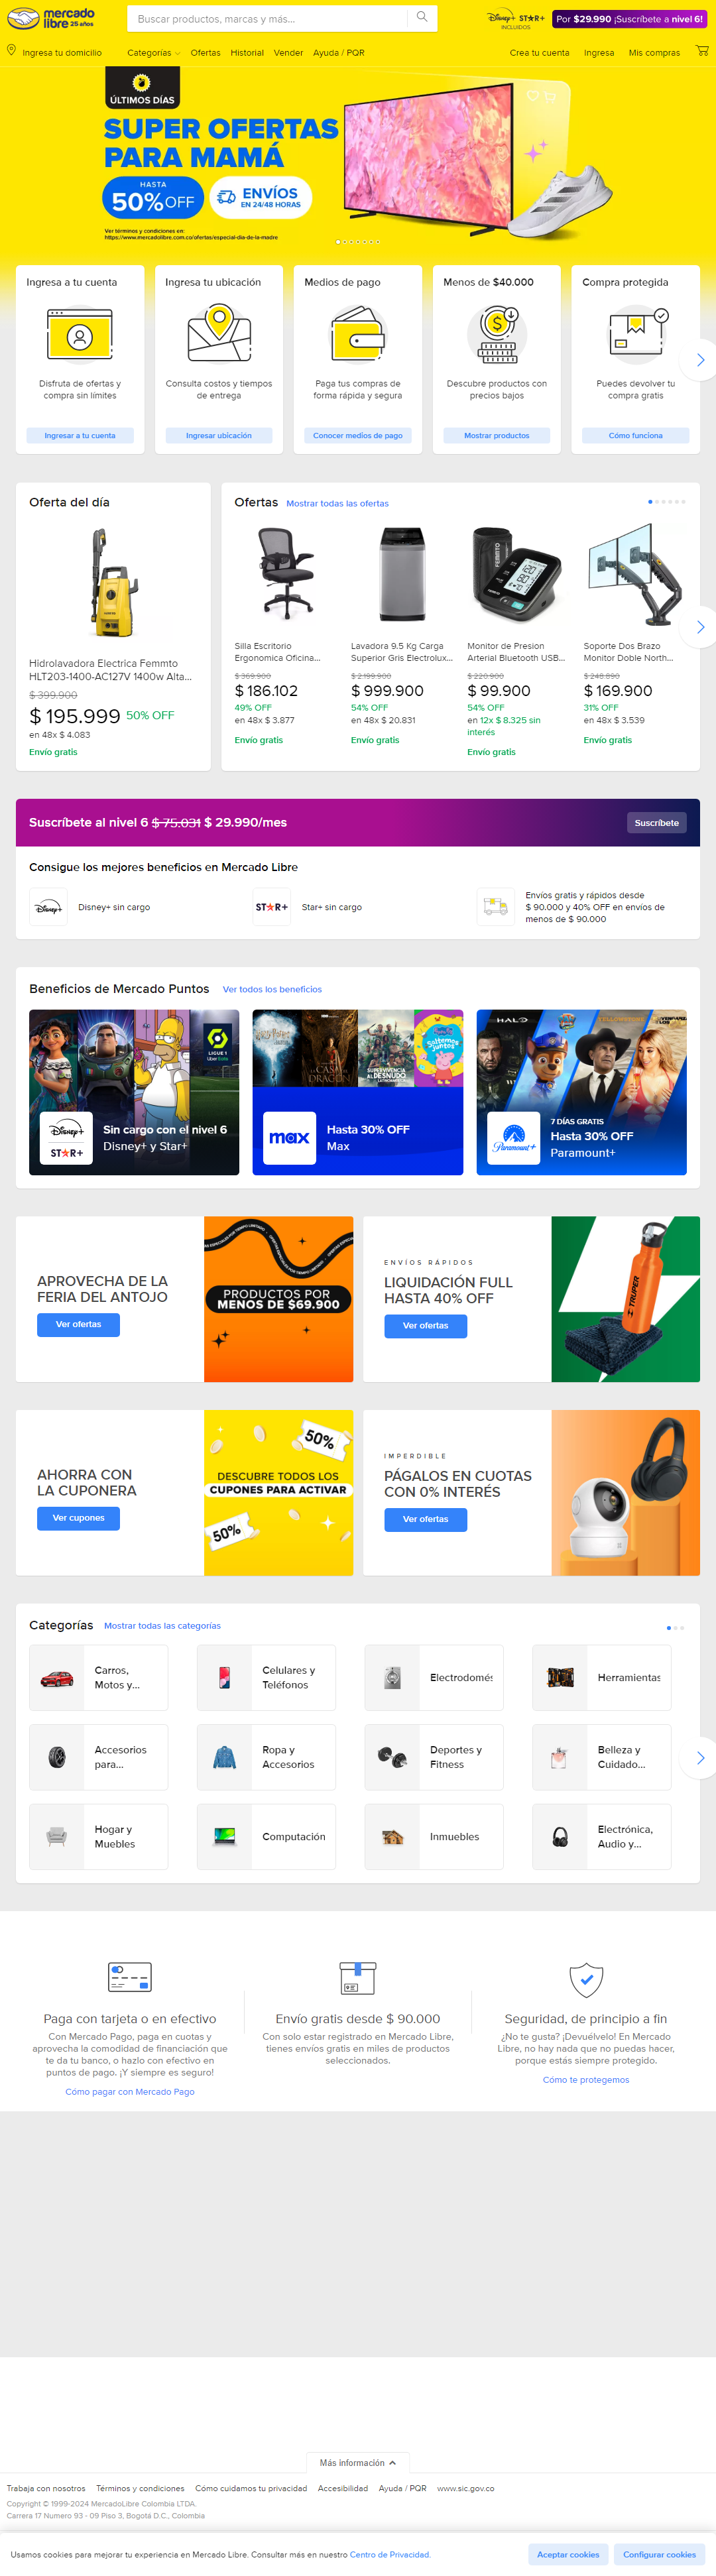 mercado
libre 25 años
Buscar productos, marcas y más...
Disney+ STAR+
INCLUIDOS
Por $29.990 ¡Suscríbete a nivel 6!
Ingresa tu domicilio
Categorías Ofertas Historial Vender Ayuda / PQR
Crea tu cuenta Ingresa Mis compras
ÚLTIMOS DÍAS
SUPER OFERTAS
PARA MAMÁ
HASTA
50% OFF
ENVÍOS
EN 24/48 HORAS
Ver términos y condiciones en:
https://www.mercadolibre.com.co/ofertas/especial-dia-de-la-madre
Ingresa a tu cuenta
Disfruta de ofertas y
compra sin límites
Ingresar a tu cuenta
Ingresa tu ubicación
Consulta costos y tiempos
de entrega
Ingresar ubicación
Medios de pago
Paga tus compras de
forma rápida y segura
Conocer medios de pago
Menos de $40.000
Descubre productos con
precios bajos
Mostrar productos
Compra protegida
Puedes devolver tu
compra gratis
Cómo funciona
Oferta del día
Hidrolavadora Electrica Femmto
HLT203-1400-AC127V 1400w Alta...
$ 399.900
$ 195.999 50% OFF
en 48x $ 4.083
Envío gratis
Ofertas Mostrar todas las ofertas
Silla Escritorio
Ergonomica Oficina...
$ 369.900
$ 186.102
49% OFF
en 48x $ 3.877
Envío gratis
Lavadora 9.5 Kg Carga
Superior Gris Electrolux...
$ 2.199.900
$ 999.900
54% OFF
en 48x $ 20.831
Envío gratis
FEMMTO
Monitor de Presion
Arterial Bluetooth USB...
$ 220.900
$ 99.900
54% OFF
en 12x $ 8.325 sin
interés
Envío gratis
Soporte Dos Brazo
Monitor Doble North...
$ 248.890
$ 169.900
31% OFF
en 48x $ 3.539
Envío gratis
Suscríbete al nivel 6 $ 75.031 $ 29.990/mes
Suscríbete
Consigue los mejores beneficios en Mercado Libre
Disney+
Disney+ sin cargo
STAR+
Star+ sin cargo
Envíos gratis y rápidos desde
$ 90.000 y 40% OFF en envíos de
menos de $ 90.000
Beneficios de Mercado Puntos Ver todos los beneficios
LIGUE 1
Uber Eats
Disney+
STAR+
Sin cargo con el nivel 6
Disney+ y Star+
LA CASA DEL
DRAGÓN
SUPERVIVENCIA
AL DESNUDO
Saltemos
juntos
max
Hasta 30% OFF
Max
HALO
PAW PATROL
YELLOWSTONE
Paramount+
7 DÍAS GRATIS
Hasta 30% OFF
Paramount+
APROVECHA DE LA
FERIA DEL ANTOJO
Ver ofertas
PRODUCTOS POR
MENOS DE $69.900
ENVÍOS RÁPIDOS
LIQUIDACIÓN FULL
HASTA 40% OFF
Ver ofertas
TRUPER
AHORRA CON
LA CUPONERA
Ver cupones
50%
DESCUBRE TODOS LOS
CUPONES PARA ACTIVAR
50%
IMPERDIBLE
PÁGALOS EN CUOTAS
CON 0% INTERÉS
Ver ofertas
Categorías Mostrar todas las categorías
Carros,
Motos y...
Celulares y
Teléfonos
Electrodomés
Herramientas
Accesorios
para...
Ropa y
Accesorios
Deportes y
Fitness
Belleza y
Cuidado...
Hogar y
Muebles
Computación
Inmuebles
Electrónica,
Audio y...
Paga con tarjeta o en efectivo
Con Mercado Pago, paga en cuotas y
aprovecha la comodidad de financiación que
te da tu banco, o hazlo con efectivo en
puntos de pago. ¡Y siempre es seguro!
Cómo pagar con Mercado Pago
Envío gratis desde $ 90.000
Con solo estar registrado en Mercado Libre,
tienes envíos gratis en miles de productos
seleccionados.
Seguridad, de principio a fin
¿No te gusta? ¡Devuélvelo! En Mercado
Libre, no hay nada que no puedas hacer,
porque estás siempre protegido.
Cómo te protegemos
Más información
Trabaja con nosotros Términos y condiciones Cómo cuidamos tu privacidad Accesibilidad Ayuda / PQR www.sic.gov.co
Copyright © 1999-2024 MercadoLibre Colombia LTDA.
Carrera 17 Numero 93 - 09 Piso 3, Bogotá D.C., Colombia
Usamos cookies para mejorar tu experiencia en Mercado Libre. Consultar más en nuestro Centro de Privacidad.
Aceptar cookies
Configurar cookies